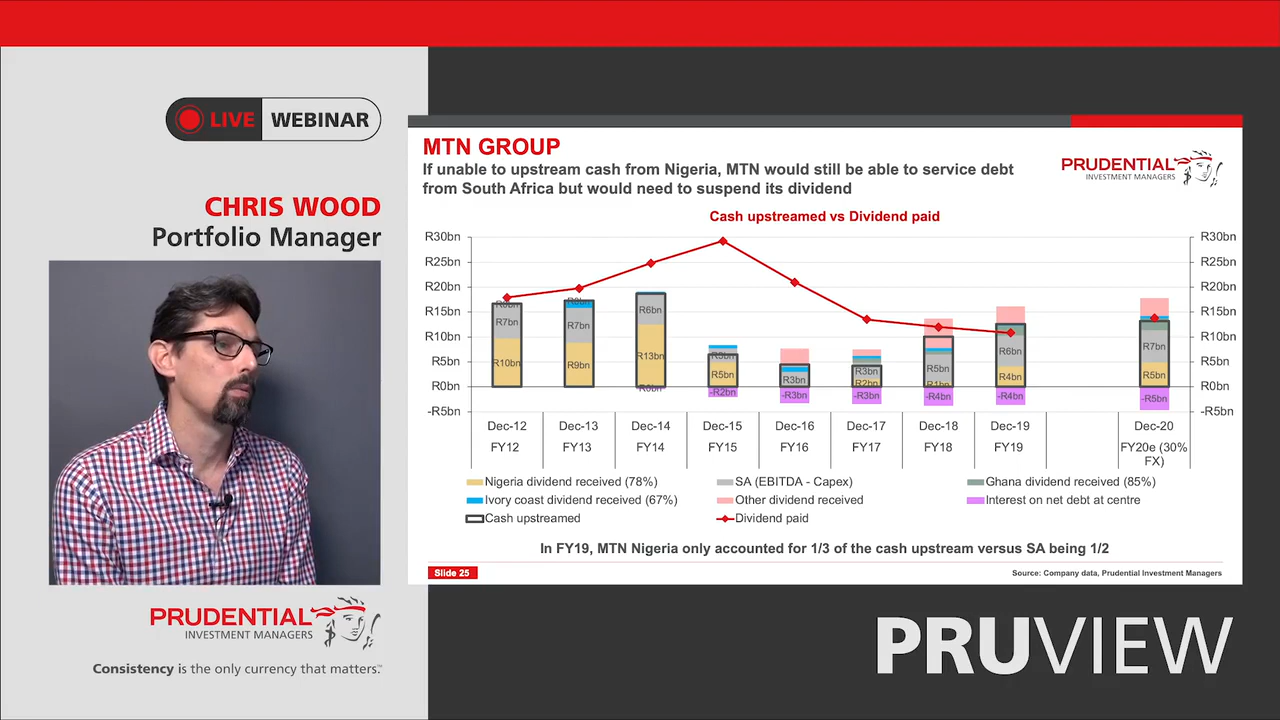 LIVE WEBINAR
CHRIS WOOD
Portfolio Manager
PRUDENTIAL
INVESTMENT MANAGERS
Consistency is the only currency that matters.™
MTN GROUP
If unable to upstream cash from Nigeria, MTN would still be able to service debt
from South Africa but would need to suspend its dividend
PRUDENTIAL
INVESTMENT MANAGERS
Cash upstreamed vs Dividend paid
R30bn R30bn
R25bn R25bn
R20bn R20bn
R15bn R15bn
R10bn R10bn
R5bn R5bn
R0bn R0bn
-R5bn -R5bn
R7bn R10bn
R0bn R7bn R9bn
R6bn R13bn R0bn
R5bn -R2bn
R3bn -R3bn
R3bn R2bn -R3bn
R5bn R1bn -R4bn
R6bn R4bn -R4bn
R7bn R5bn -R5bn
Dec-12 Dec-13 Dec-14 Dec-15 Dec-16 Dec-17 Dec-18 Dec-19 Dec-20
FY12 FY13 FY14 FY15 FY16 FY17 FY18 FY19 FY20e (30%
FX)
Nigeria dividend received (78%) SA (EBITDA - Capex) Ghana dividend received (85%)
Ivory coast dividend received (67%) Other dividend received Interest on net debt at centre
Cash upstreamed Dividend paid
In FY19, MTN Nigeria only accounted for 1/3 of the cash upstream versus SA being 1/2
Slide 25 Source: Company data, Prudential Investment Managers
PRUVIEW